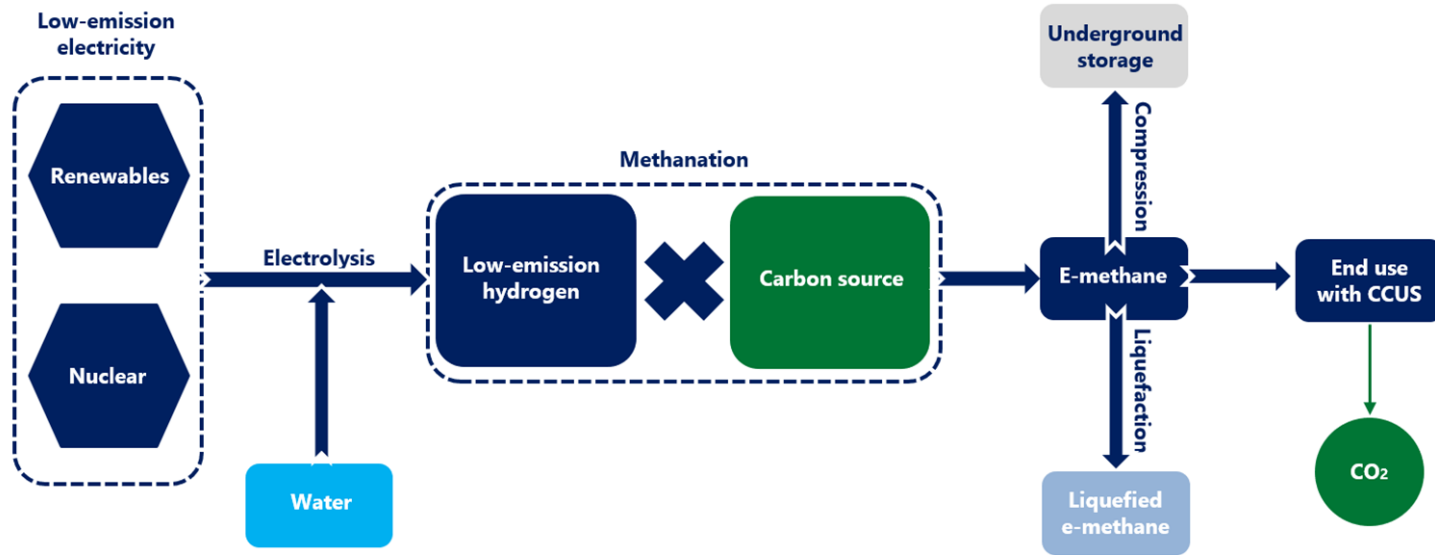 Low-emission
electricity
Renewables
Nuclear
Electrolysis
Water
Methanation
Low-emission
hydrogen
Carbon source
Underground
storage
Compression
E-methane
Liquefaction
Liquefied
e-methane
End use
with CCUS
CO₂